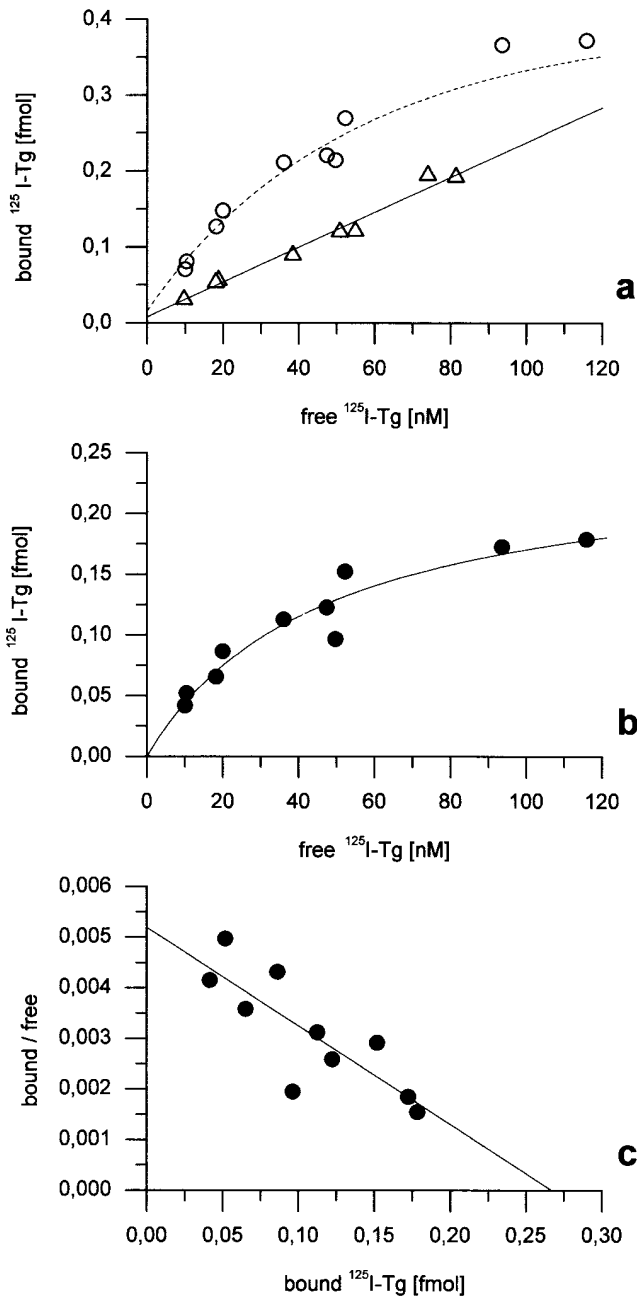 0,4
0,3
0,2
0,1
0,0
bound ¹²⁵ I-Tg [fmol]
0 20 40 60 80 100 120
free ¹²⁵I-Tg [nM]
a
0,25
0,20
0,15
0,10
0,05
0,00
bound ¹²⁵ I-Tg [fmol]
0 20 40 60 80 100 120
free ¹²⁵I-Tg [nM]
b
0,006
0,005
0,004
0,003
0,002
0,001
0,000
bound / free
0,00 0,05 0,10 0,15 0,20 0,25 0,30
bound ¹²⁵I-Tg [fmol]
c